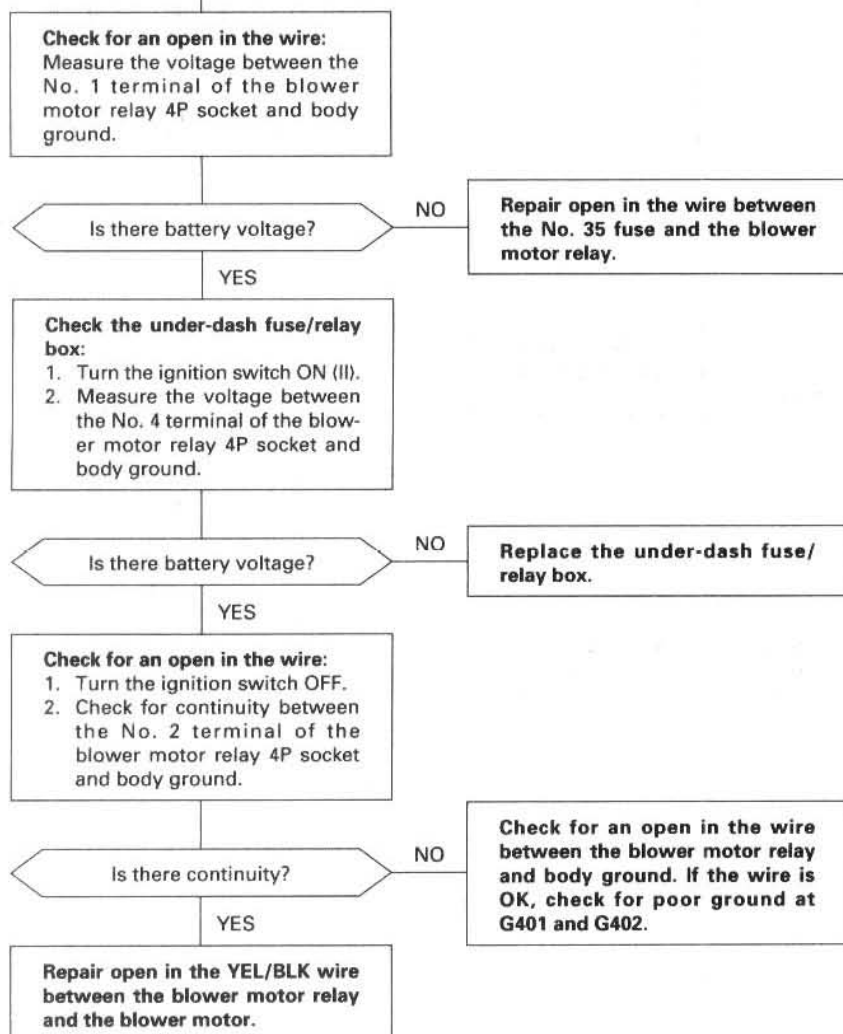 Check for an open in the wire:
Measure the voltage between the
No. 1 terminal of the blower
motor relay 4P socket and body
ground.
Is there battery voltage?
NO
Repair open in the wire between
the No. 35 fuse and the blower
motor relay.
YES
Check the under-dash fuse/relay
box:
1. Turn the ignition switch ON (II).
2. Measure the voltage between
the No. 4 terminal of the blow-
er motor relay 4P socket and
body ground.
Is there battery voltage?
NO
Replace the under-dash fuse/
relay box.
YES
Check for an open in the wire:
1. Turn the ignition switch OFF.
2. Check for continuity between
the No. 2 terminal of the
blower motor relay 4P socket
and body ground.
Is there continuity?
NO
Check for an open in the wire
between the blower motor relay
and body ground. If the wire is
OK, check for poor ground at
G401 and G402.
YES
Repair open in the YEL/BLK wire
between the blower motor relay
and the blower motor.